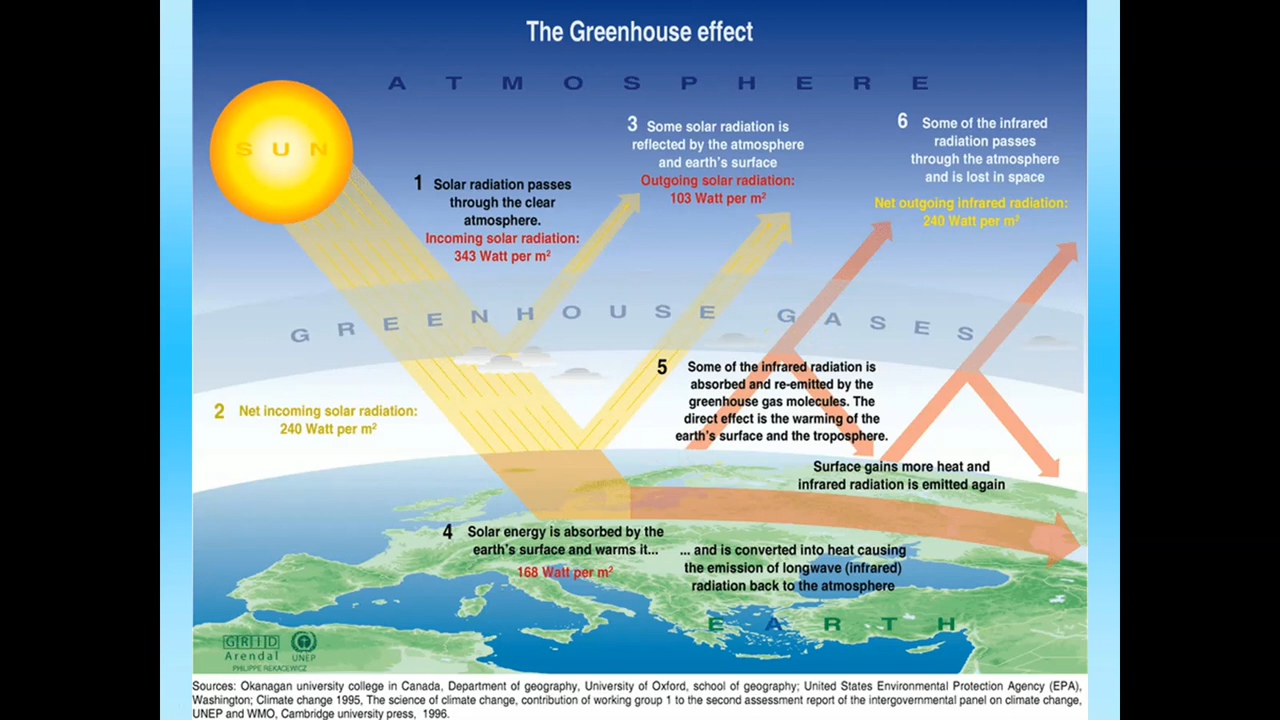 The Greenhouse effect
ATMOSPHERE
SUN
1 Solar radiation passes
through the clear
atmosphere.
Incoming solar radiation:
343 Watt per m²
3 Some solar radiation is
reflected by the atmosphere
and earth's surface
Outgoing solar radiation:
103 Watt per m²
6 Some of the infrared
radiation passes
through the atmosphere
and is lost in space
Net outgoing infrared radiation:
240 Watt per m²
GREENHOUSE GASES
2 Net incoming solar radiation:
240 Watt per m²
5 Some of the infrared radiation is
absorbed and re-emitted by the
greenhouse gas molecules. The
direct effect is the warming of the
earth's surface and the troposphere.
Surface gains more heat and
infrared radiation is emitted again
4 Solar energy is absorbed by the
earth's surface and warms it...
168 Watt per m²
... and is converted into heat causing
the emission of longwave (infrared)
radiation back to the atmosphere
EARTH
GRID
Arendal UNEP
PHILIPPE REKACEWICZ
Sources: Okanagan university college in Canada, Department of geography, University of Oxford, school of geography; United States Environmental Protection Agency (EPA),
Washington; Climate change 1995, The science of climate change, contribution of working group 1 to the second assessment report of the intergovernmental panel on climate change,
UNEP and WMO, Cambridge university press, 1996.